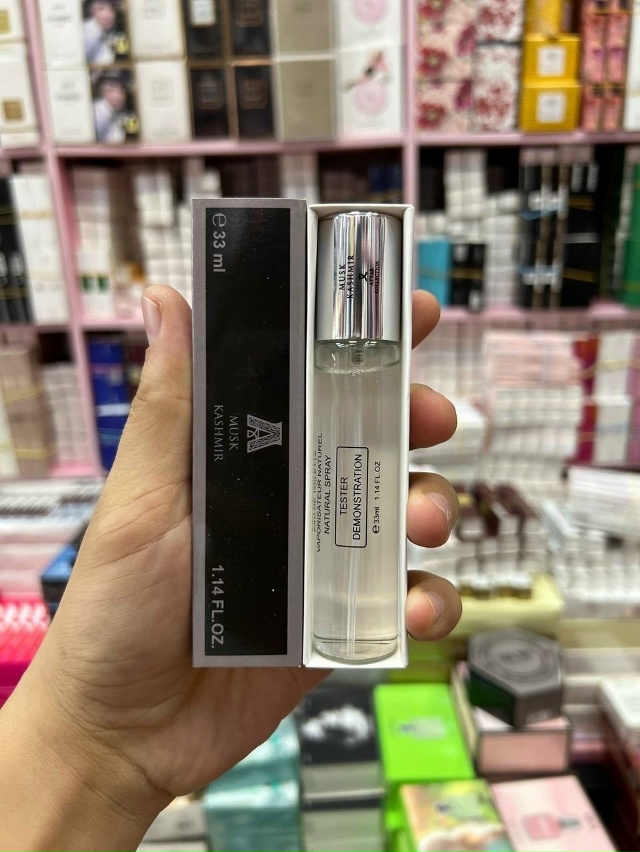 ℮ 33 ml
MUSK
KASHMIR
1.14 FL.OZ.
MUSK
KASHMIR
VAPORISATEUR NATUREL
NATURAL SPRAY
TESTER
DEMONSTRATION
℮33ml 1.14 FL.OZ